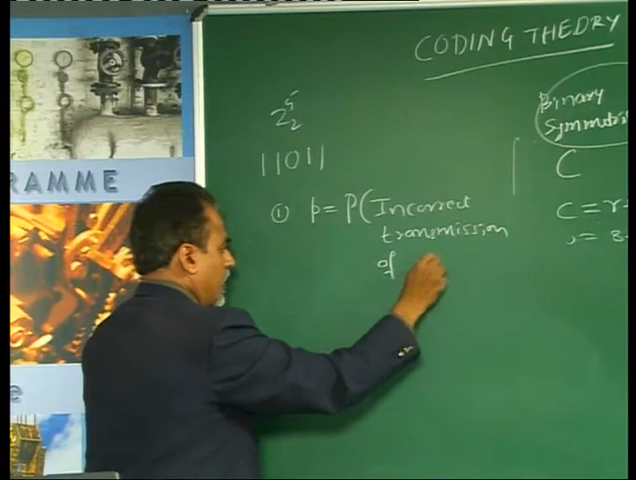 CODING THEORY
Binary
Symmetric
Z₂⁵
11011
C
① p = P(Incorrect
transmission
of
C = r
RAMME